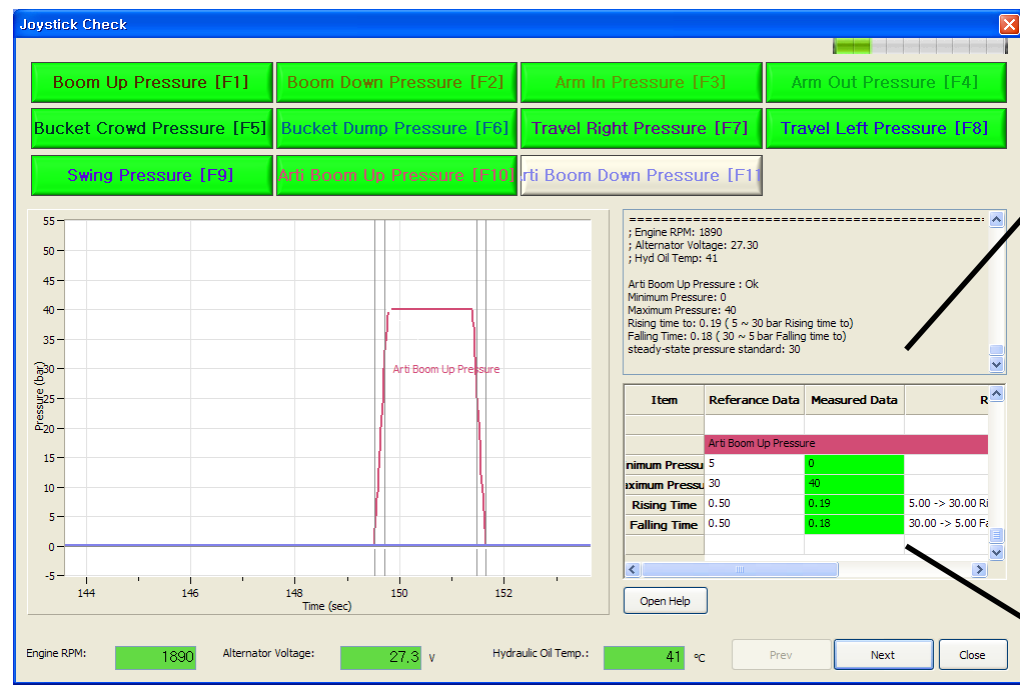 Joystick Check
Boom Up Pressure [F1]
Boom Down Pressure [F2]
Arm In Pressure [F3]
Arm Out Pressure [F4]
Bucket Crowd Pressure [F5]
Bucket Dump Pressure [F6]
Travel Right Pressure [F7]
Travel Left Pressure [F8]
Swing Pressure [F9]
Arti Boom Up Pressure [F10]
rti Boom Down Pressure [F11
55
50
45
40
35
30
25
20
15
10
5
0
-5
Pressure (bar)
Arti Boom Up Pressure
144
146
148
150
152
Time (sec)
==============================================
; Engine RPM: 1890
; Alternator Voltage: 27.30
; Hyd Oil Temp: 41
Arti Boom Up Pressure : Ok
Minimum Pressure: 0
Maximum Pressure: 40
Rising time to: 0.19 ( 5 ~ 30 bar Rising time to)
Falling Time: 0.18 ( 30 ~ 5 bar Falling time to)
steady-state pressure standard: 30
Item Referance Data Measured Data R
Arti Boom Up Pressure
nimum Pressu 5 0
ximum Pressu 30 40
Rising Time 0.50 0.19 5.00 -> 30.00 Ri
Falling Time 0.50 0.18 30.00 -> 5.00 Fa
Open Help
Engine RPM: 1890
Alternator Voltage: 27,3 v
Hydraulic Oil Temp.: 41 ºC
Prev
Next
Close